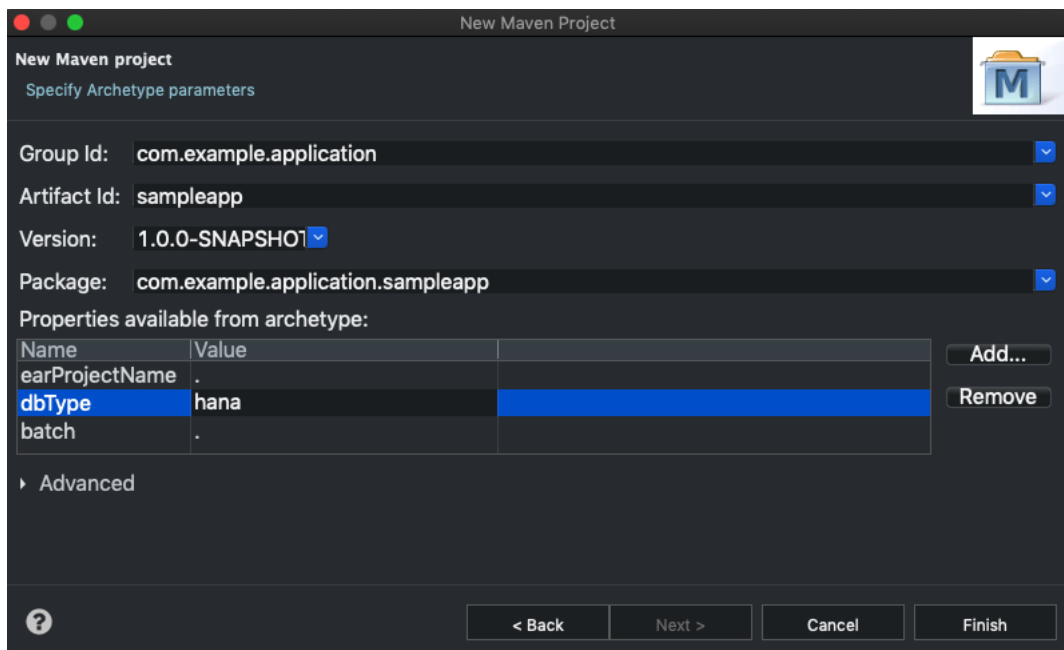 New Maven Project
New Maven project
Specify Archetype parameters
M
Group Id: com.example.application
Artifact Id: sampleapp
Version: 1.0.0-SNAPSHOT
Package: com.example.application.sampleapp
Properties available from archetype:
Name Value
earProjectName .
dbType hana
batch .
Add...
Remove
Advanced
?
< Back Next > Cancel Finish